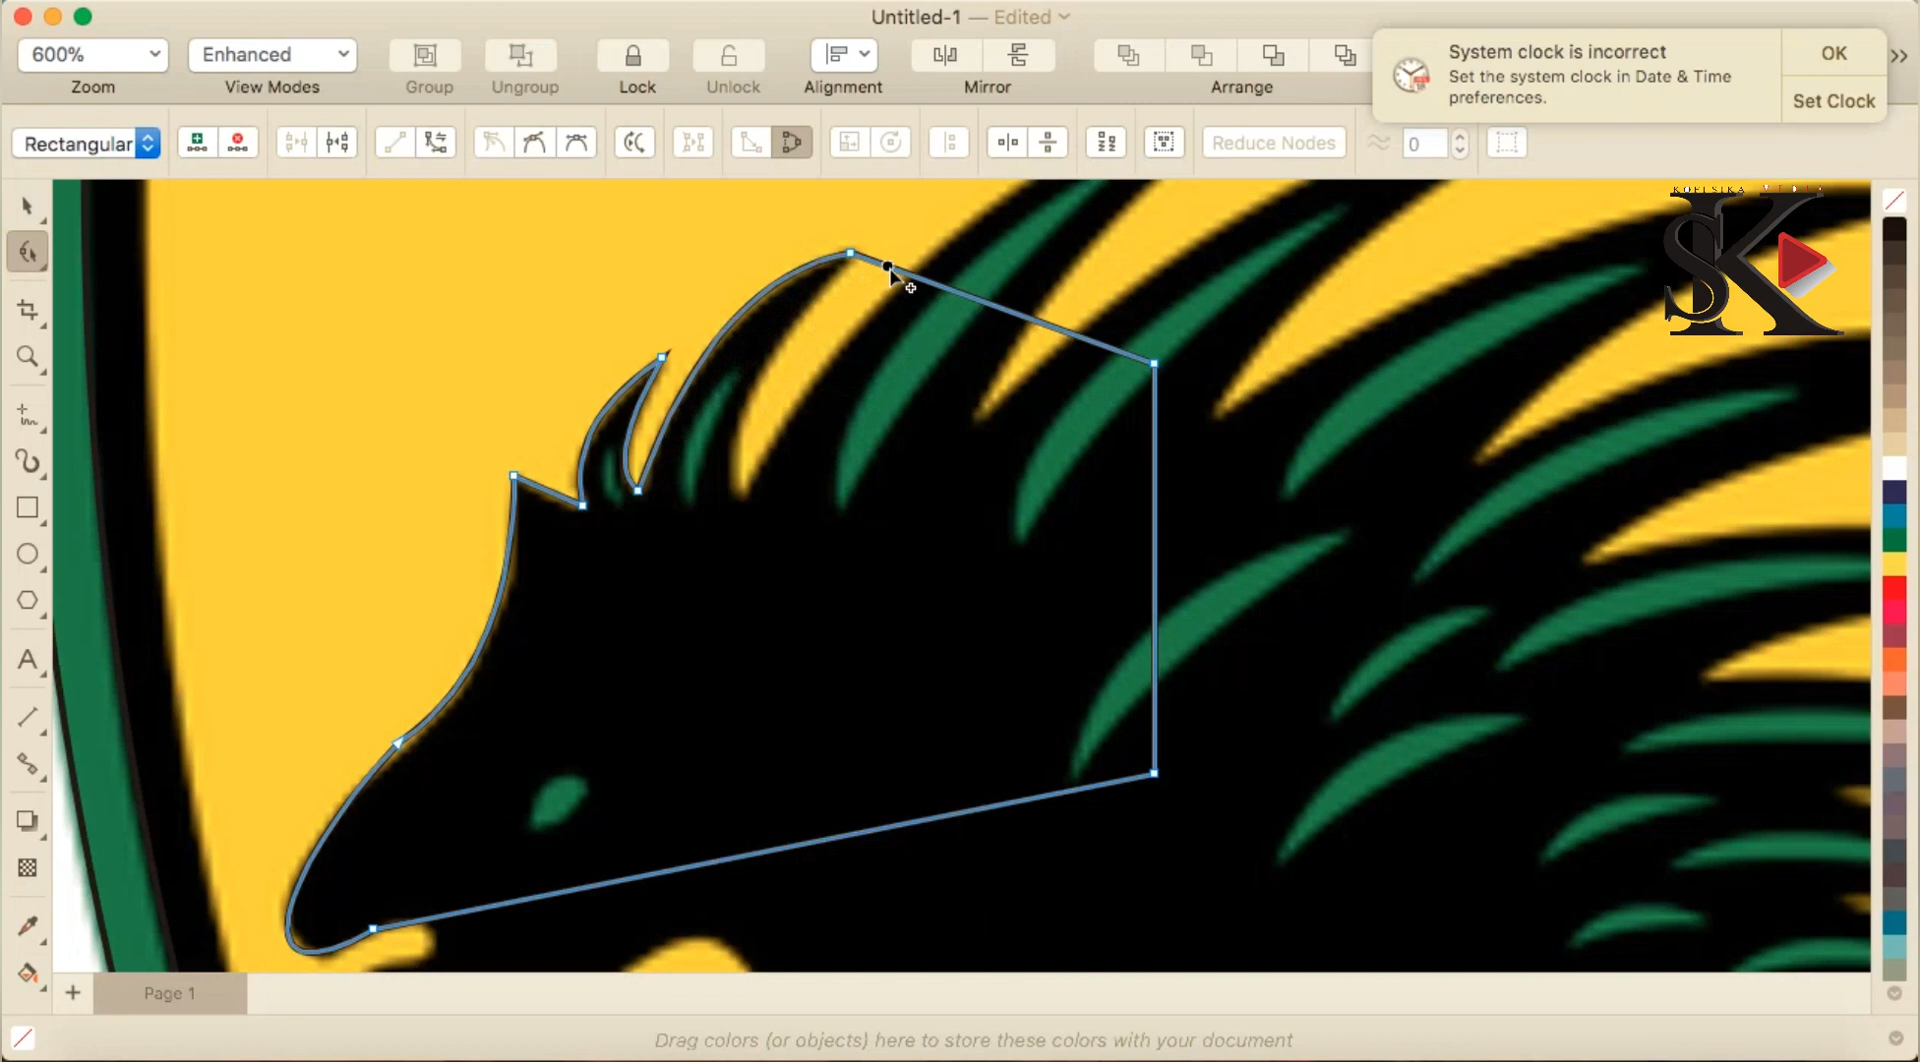 Untitled-1 — Edited
600%
Enhanced
Zoom
View Modes
Group
Ungroup
Lock
Unlock
Alignment
Mirror
Arrange
System clock is incorrect
Set the system clock in Date & Time
preferences.
OK
Set Clock
Rectangular
Reduce Nodes
0
SK
Page 1
Drag colors (or objects) here to store these colors with your document